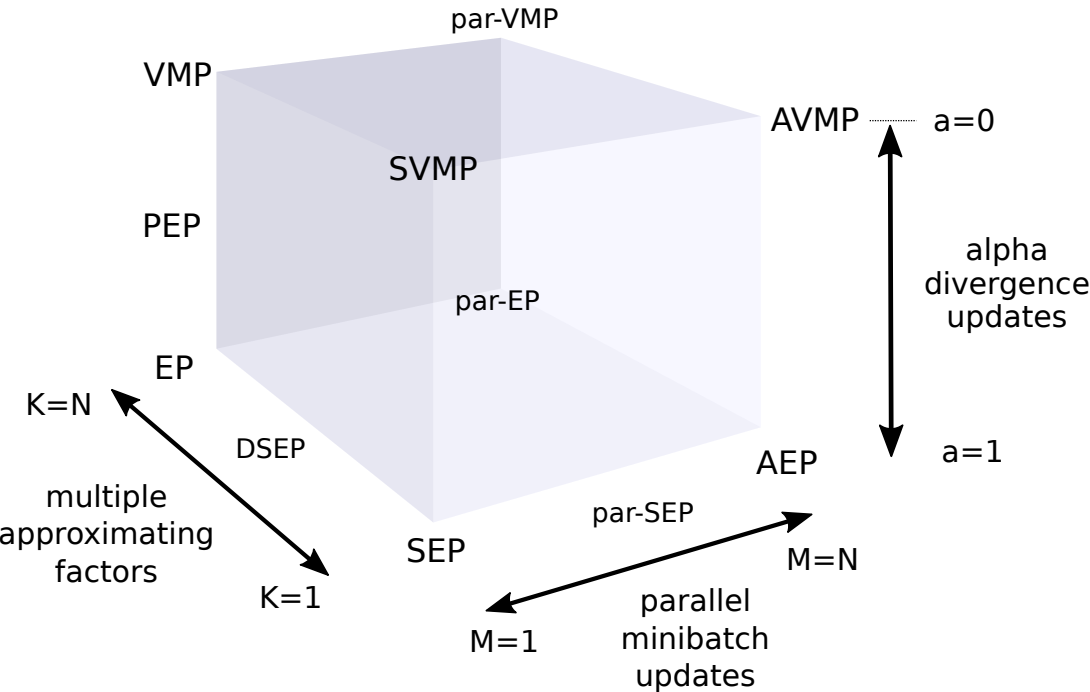 par-VMP
VMP
AVMP
a=0
SVMP
PEP
alpha
divergence
updates
par-EP
EP
K=N
DSEP
a=1
AEP
multiple
approximating
factors
par-SEP
SEP
M=N
K=1
parallel
minibatch
updates
M=1